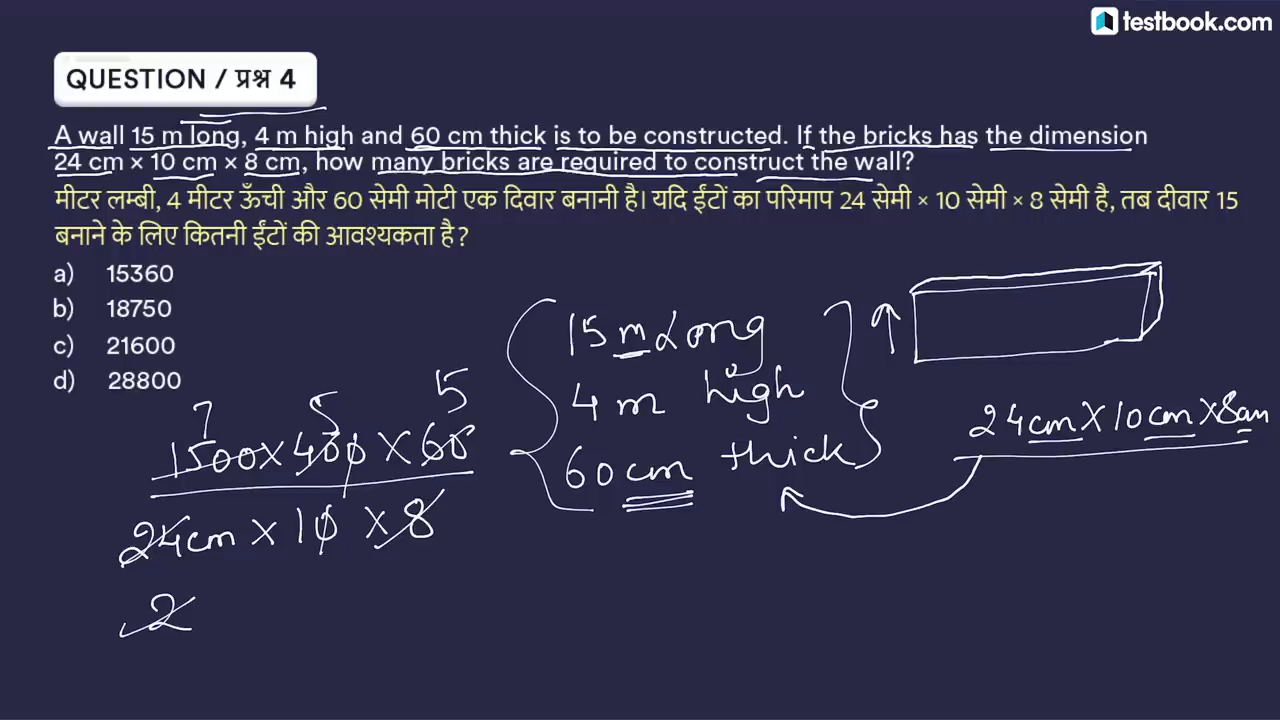 testbook.com
QUESTION / प्रश्न 4
A wall 15 m long, 4 m high and 60 cm thick is to be constructed. If the bricks has the dimension
24 cm × 10 cm × 8 cm, how many bricks are required to construct the wall?
मीटर लम्बी, 4 मीटर ऊँची और 60 सेमी मोटी एक दिवार बनानी है। यदि ईंटों का परिमाप 24 सेमी × 10 सेमी × 8 सेमी है, तब दीवार 15
बनाने के लिए कितनी ईंटों की आवश्यकता है?
a) 15360
b) 18750
c) 21600
d) 28800
15 m Long
4 m high
60 cm thick
24 cm X 10 cm X 8 cm
7 5 5
1500 X 400 X 60
24 cm X 10 X 8
2